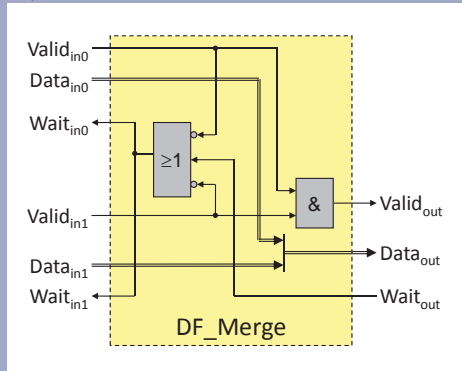 Valid_in0
Data_in0
Wait_in0
≥1
&
Valid_in1
Valid_out
Data_out
Data_in1
Wait_in1
Wait_out
DF_Merge